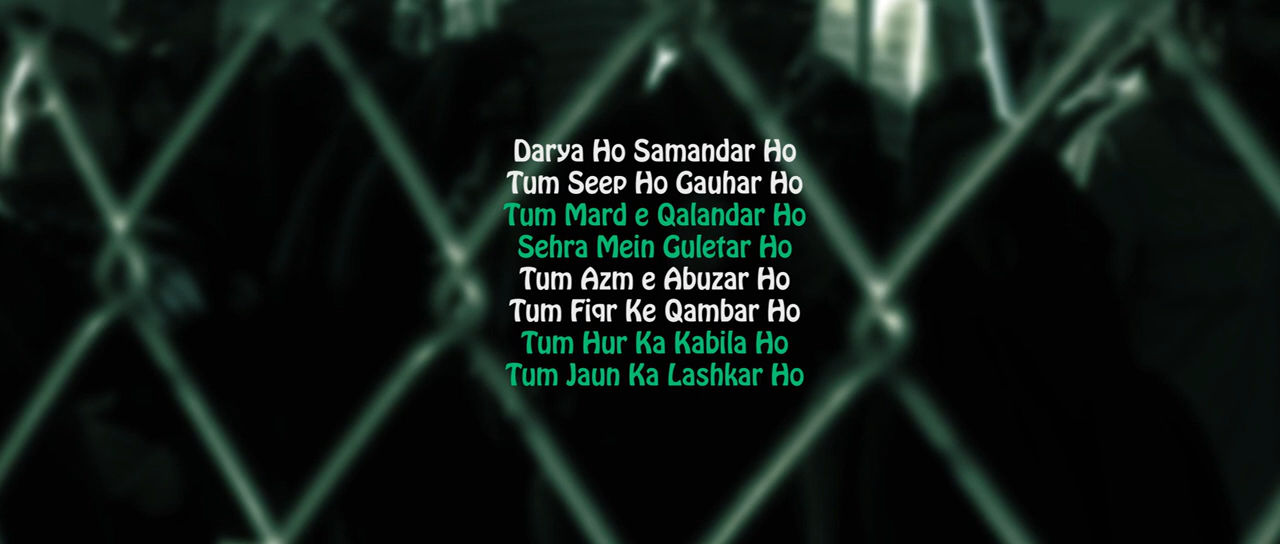 Darya Ho Samandar Ho
Tum Seep Ho Gauhar Ho
Tum Mard e Qalandar Ho
Sehra Mein Guletar Ho
Tum Azm e Abuzar Ho
Tum Fiqr Ke Qambar Ho
Tum Hur Ka Kabila Ho
Tum Jaun Ka Lashkar Ho